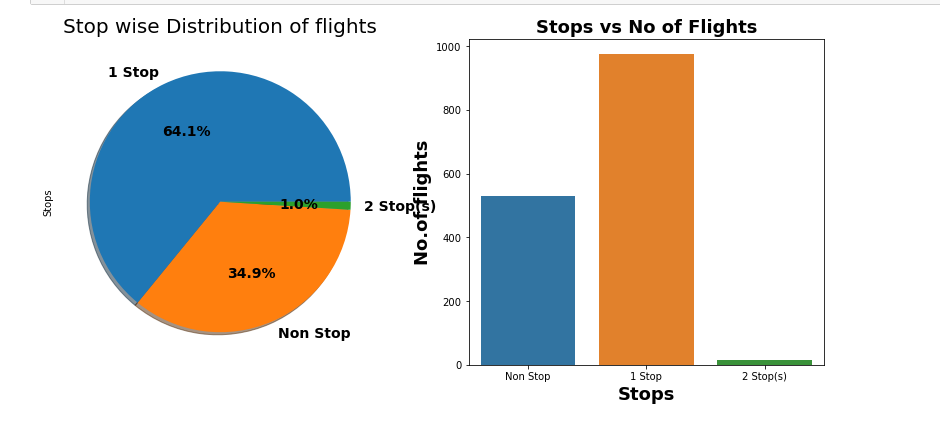 Stop wise Distribution of flights
1 Stop
64.1%
Stops
1.0%
2 Stop(s)
34.9%
Non Stop
Stops vs No of Flights
No.of.flights
1000
800
600
400
200
0
Non Stop
1 Stop
2 Stop(s)
Stops